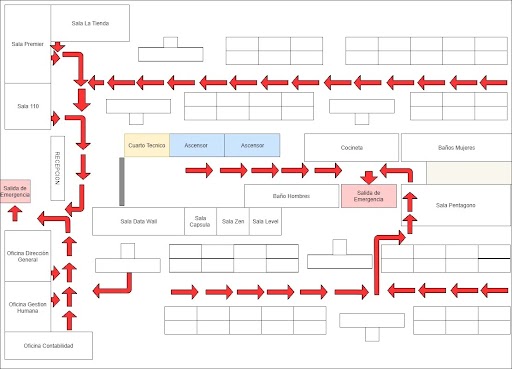 Sala La Tienda
Sala Premier
Sala 110
Cuarto Tecnico
Ascensor
Ascensor
Cocineta
Baños Mujeres
RECEPCION
Salida de
Emergencia
Baño Hombres
Salida de
Emergencia
Sala Pentagono
Sala Data Wall
Sala
Capsula
Sala Zen
Sala Level
Oficina Dirección
General
Oficina Gestion
Humana
Oficina Contabilidad